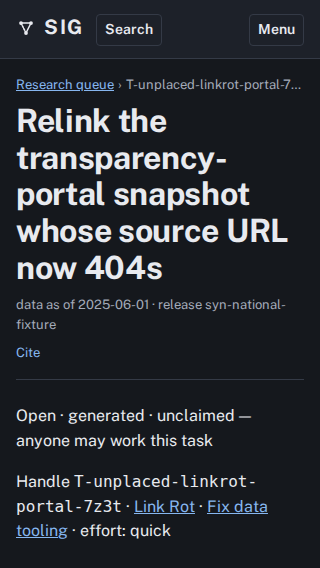 SIG Search Menu
Research queue › T-unplaced-linkrot-portal-7...
Relink the
transparency-
portal snapshot
whose source URL
now 404s
data as of 2025-06-01 · release syn-national-
fixture
Cite
Open · generated · unclaimed —
anyone may work this task
Handle T-unplaced-linkrot-
portal-7z3t · Link Rot · Fix data
tooling · effort: quick